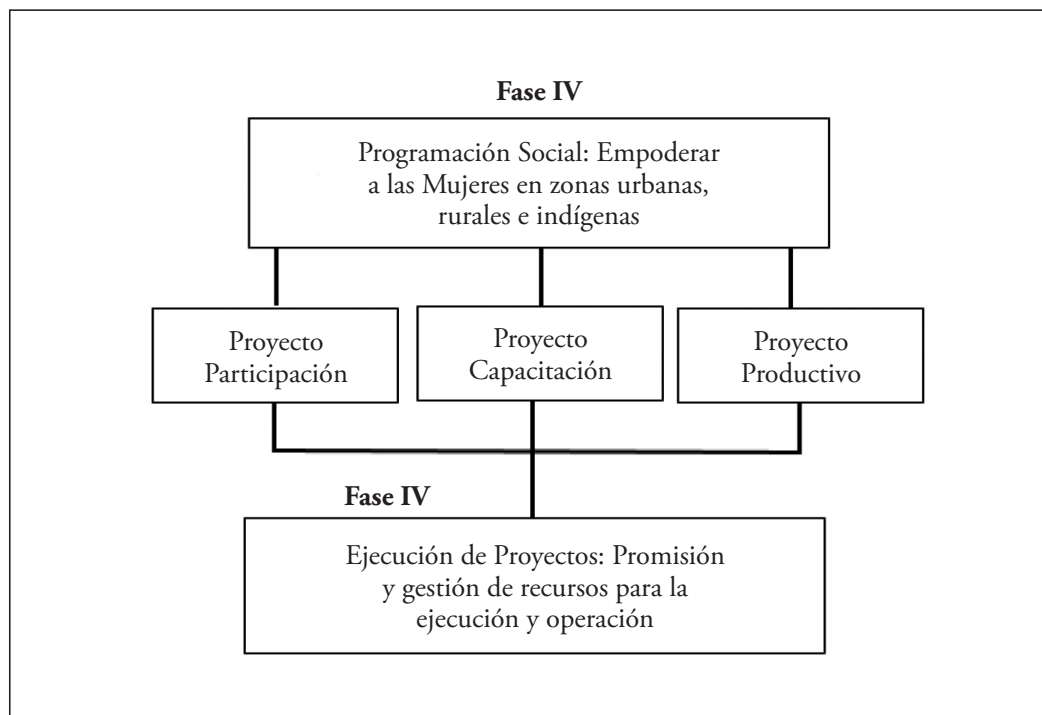 Fase IV
Programación Social: Empoderar
a las Mujeres en zonas urbanas,
rurales e indígenas
Proyecto
Participación
Proyecto
Capacitación
Proyecto
Productivo
Fase IV
Ejecución de Proyectos: Promisión
y gestión de recursos para la
ejecución y operación